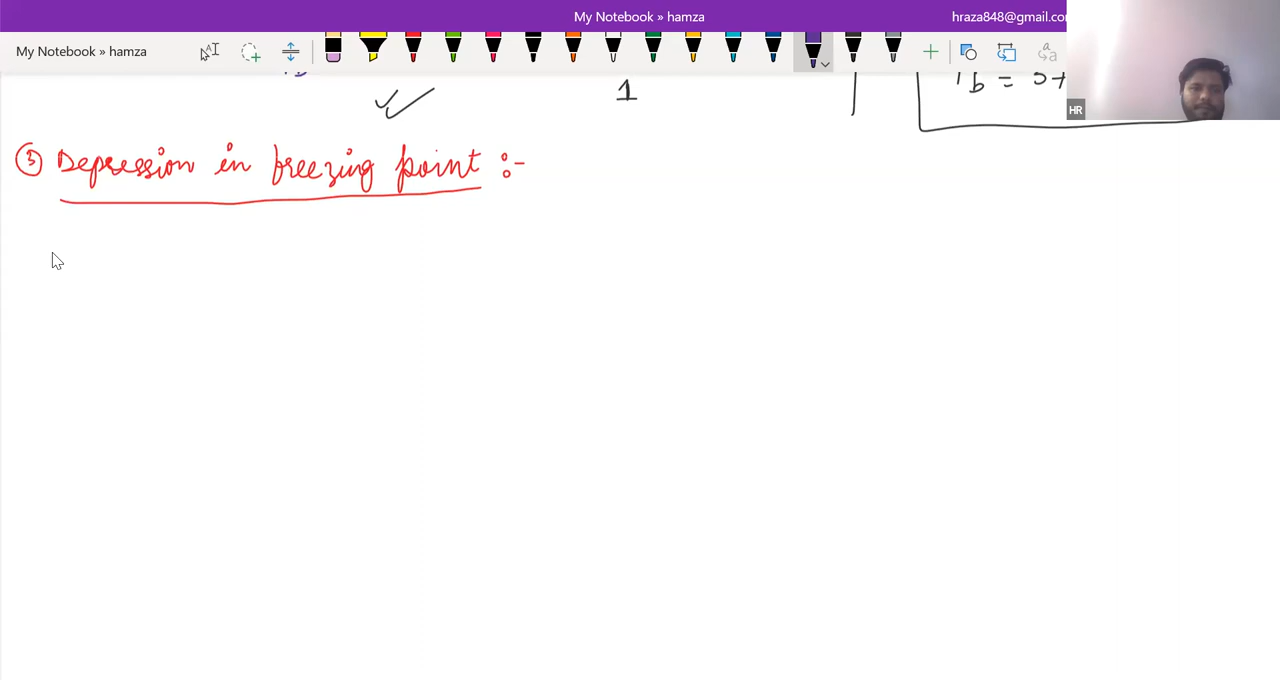 My Notebook » hamza
hraza848@gmail.co
My Notebook » hamza
HR
1
b =
③ Depression in freezing point :-